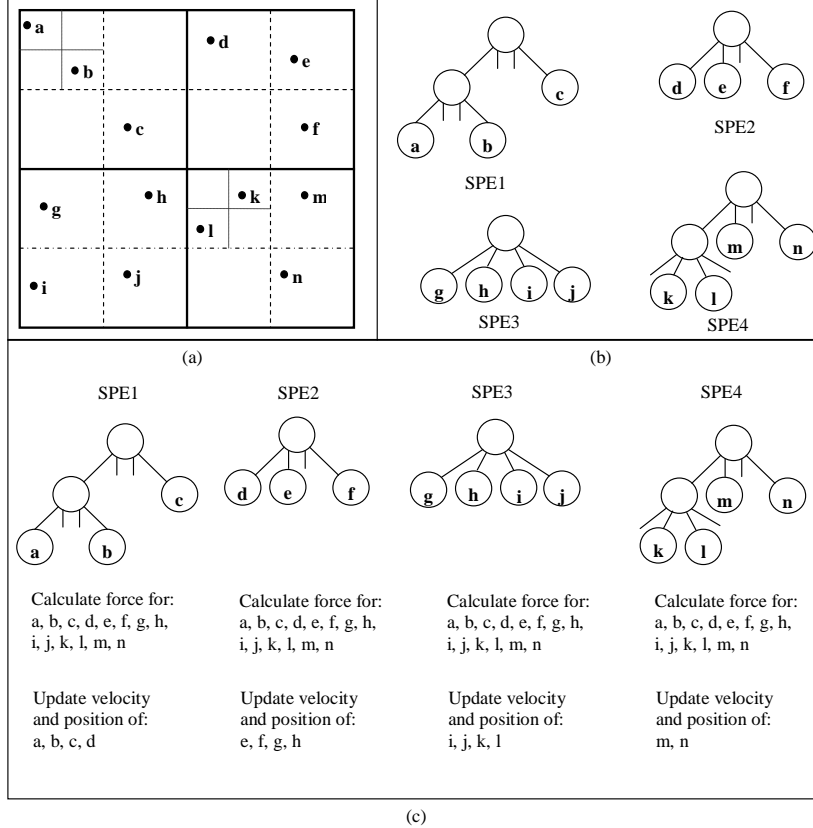 a
b
c
d
e
f
g
h
i
j
k
l
m
n
(a)
a
b
c
SPE1
d
e
f
SPE2
g
h
i
j
SPE3
k
l
m
n
SPE4
(b)
SPE1
SPE2
SPE3
SPE4
a
b
c
d
e
f
g
h
i
j
k
l
m
n
Calculate force for:
a, b, c, d, e, f, g, h,
i, j, k, l, m, n
Update velocity
and position of:
a, b, c, d
Calculate force for:
a, b, c, d, e, f, g, h,
i, j, k, l, m, n
Update velocity
and position of:
e, f, g, h
Calculate force for:
a, b, c, d, e, f, g, h,
i, j, k, l, m, n
Update velocity
and position of:
i, j, k, l
Calculate force for:
a, b, c, d, e, f, g, h,
i, j, k, l, m, n
Update velocity
and position of:
m, n
(c)